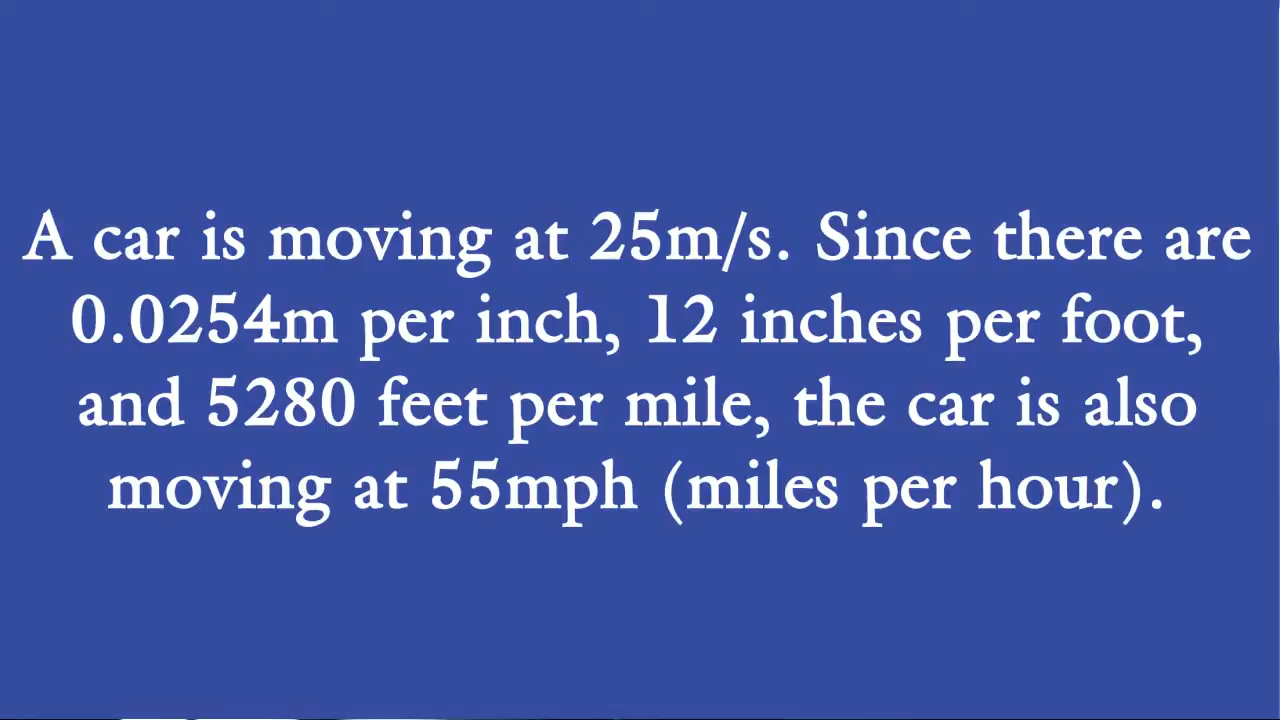 A car is moving at 25m/s. Since there are
0.0254m per inch, 12 inches per foot,
and 5280 feet per mile, the car is also
moving at 55mph (miles per hour).